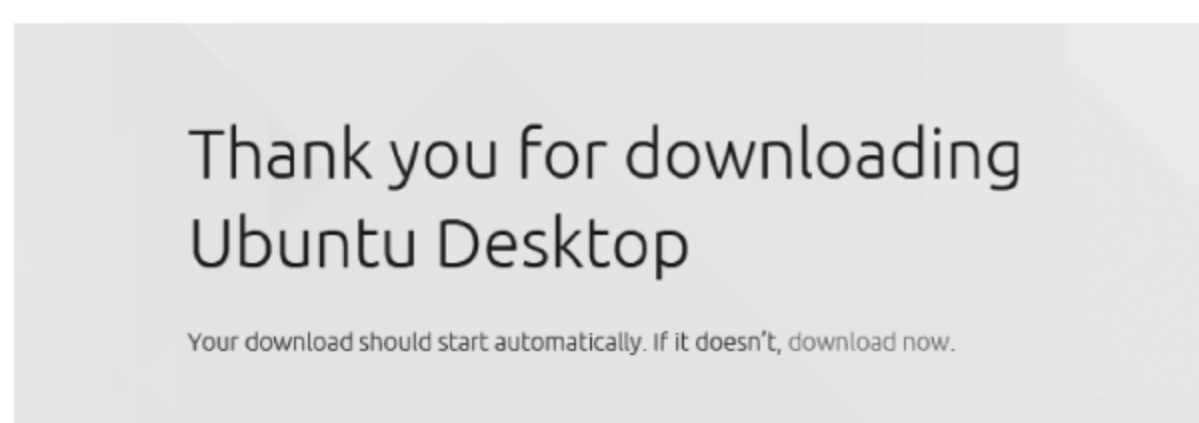 Thank you for downloading
Ubuntu Desktop
Your download should start automatically. If it doesn't, download now.